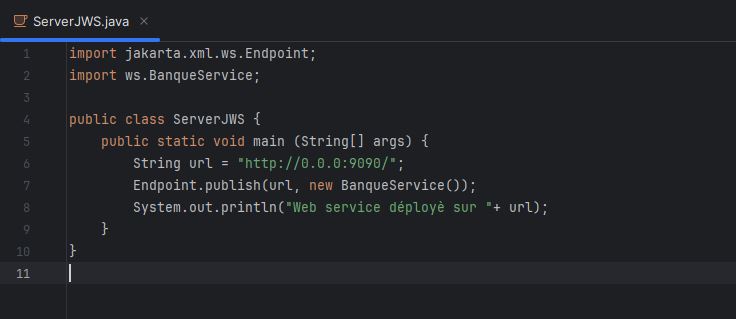 ServerJWS.java
1 import jakarta.xml.ws.Endpoint;
2 import ws.BanqueService;
3
4 public class ServerJWS {
5     public static void main (String[] args) {
6         String url = "http://0.0.0:9090/";
7         Endpoint.publish(url, new BanqueService());
8         System.out.println("Web service déployè sur "+ url);
9     }
10 }
11